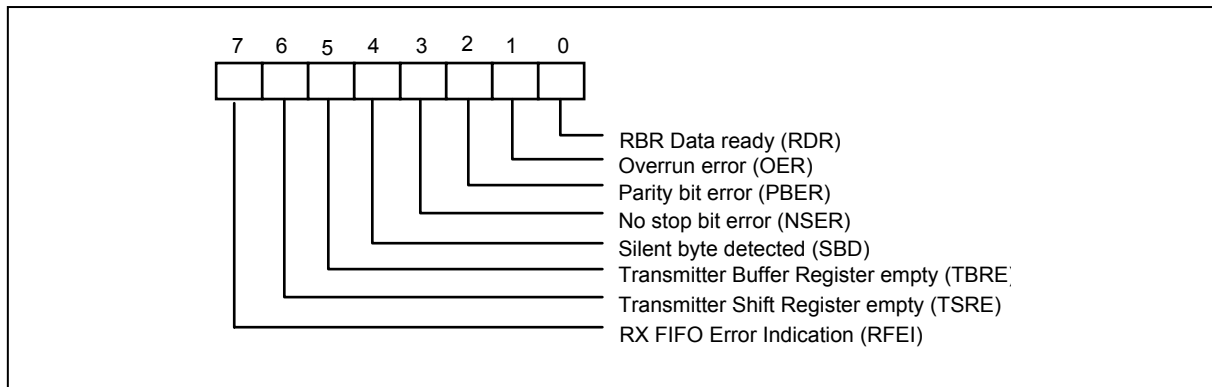 7 6 5 4 3 2 1 0
RBR Data ready (RDR)
Overrun error (OER)
Parity bit error (PBER)
No stop bit error (NSER)
Silent byte detected (SBD)
Transmitter Buffer Register empty (TBRE)
Transmitter Shift Register empty (TSRE)
RX FIFO Error Indication (RFEI)